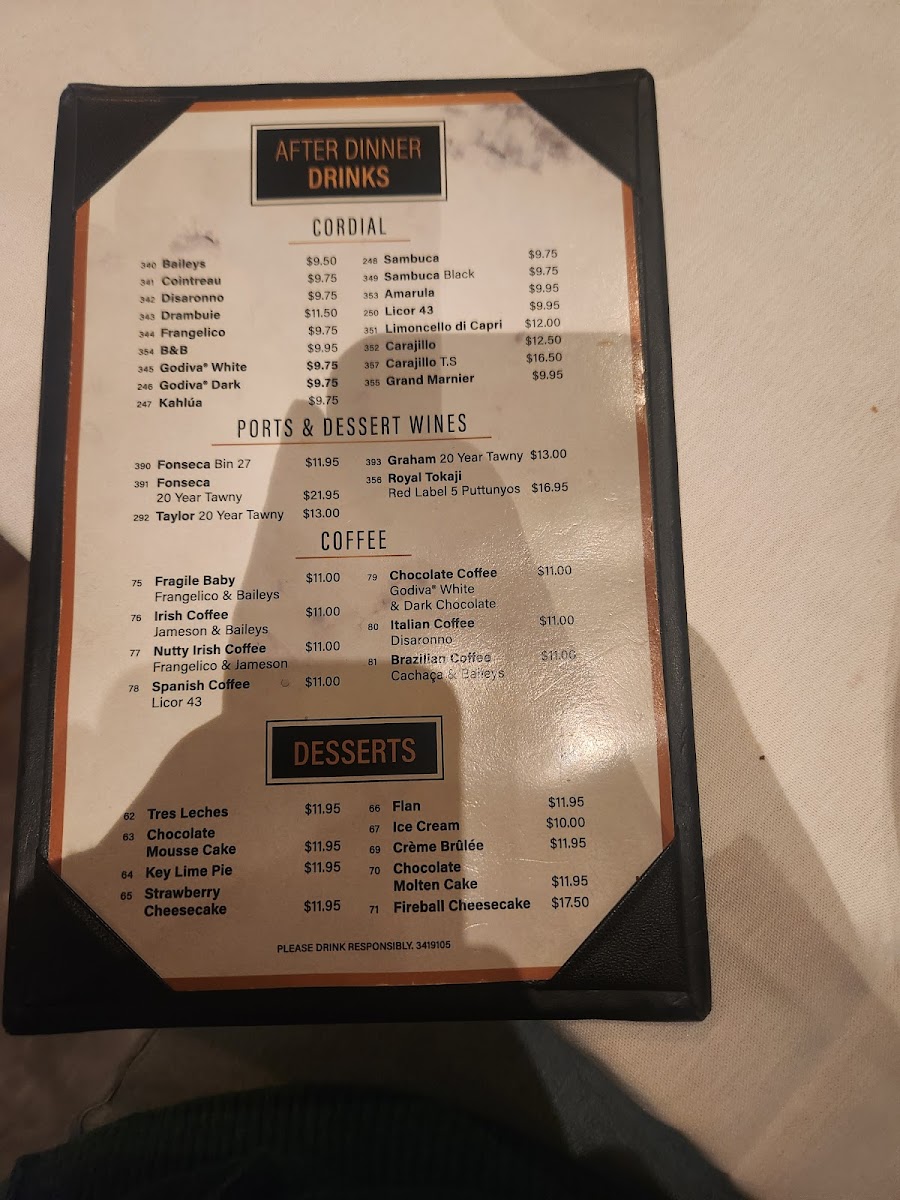 AFTER DINNER
DRINKS
CORDIAL
340 Baileys $9.50
341 Cointreau $9.75
342 Disaronno $9.75
343 Drambuie $11.50
344 Frangelico $9.75
354 B&B $9.95
345 Godiva® White $9.75
246 Godiva® Dark $9.75
247 Kahlúa $9.75
248 Sambuca $9.75
349 Sambuca Black $9.75
353 Amarula $9.95
250 Licor 43 $9.95
351 Limoncello di Capri $12.00
352 Carajillo $12.50
357 Carajillo T.S $16.50
355 Grand Marnier $9.95
PORTS & DESSERT WINES
390 Fonseca Bin 27 $11.95
391 Fonseca
20 Year Tawny $21.95
292 Taylor 20 Year Tawny $13.00
393 Graham 20 Year Tawny $13.00
356 Royal Tokaji
Red Label 5 Puttunyos $16.95
COFFEE
75 Fragile Baby $11.00
Frangelico & Baileys
76 Irish Coffee $11.00
Jameson & Baileys
77 Nutty Irish Coffee $11.00
Frangelico & Jameson
78 Spanish Coffee $11.00
Licor 43
79 Chocolate Coffee $11.00
Godiva® White
& Dark Chocolate
80 Italian Coffee $11.00
Disaronno
81 Brazilian Coffee $11.00
Cachaça & Baileys
DESSERTS
62 Tres Leches $11.95
63 Chocolate
Mousse Cake $11.95
64 Key Lime Pie $11.95
65 Strawberry
Cheesecake $11.95
66 Flan $11.95
67 Ice Cream $10.00
69 Crème Brûlée $11.95
70 Chocolate
Molten Cake $11.95
71 Fireball Cheesecake $17.50
PLEASE DRINK RESPONSIBLY. 3419105